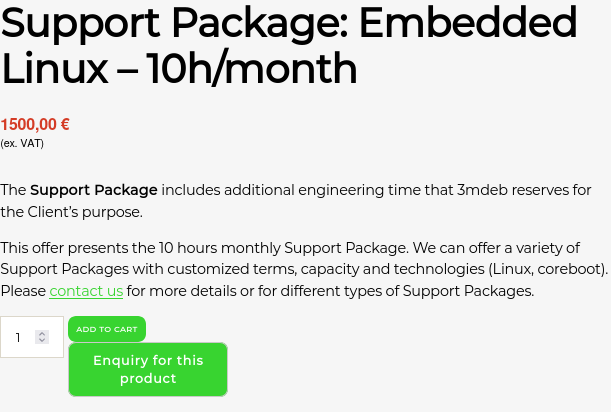 Support Package: Embedded
Linux – 10h/month
1500,00 €
(ex. VAT)
The Support Package includes additional engineering time that 3mdeb reserves for
the Client's purpose.
This offer presents the 10 hours monthly Support Package. We can offer a variety of
Support Packages with customized terms, capacity and technologies (Linux, coreboot).
Please contact us for more details or for different types of Support Packages.
1
ADD TO CART
Enquiry for this
product